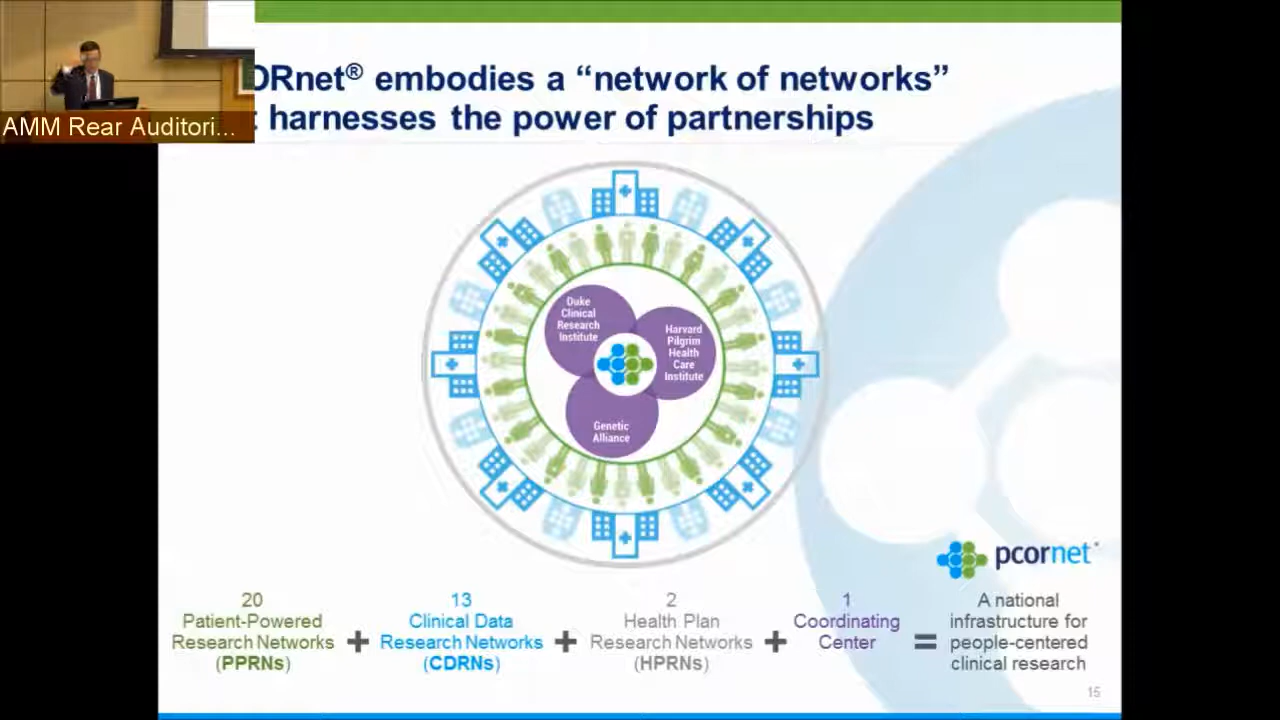 ORnet® embodies a “network of networks”
harnesses the power of partnerships
AMM Rear Auditori...
Duke
Clinical
Research
Institute
Harvard
Pilgrim
Health
Care
Institute
Genetic
Alliance
pcornet
20
Patient-Powered
Research Networks
(PPRNs)
+
13
Clinical Data
Research Networks
(CDRNs)
+
2
Health Plan
Research Networks
(HPRNs)
+
1
Coordinating
Center
=
A national
infrastructure for
people-centered
clinical research
15